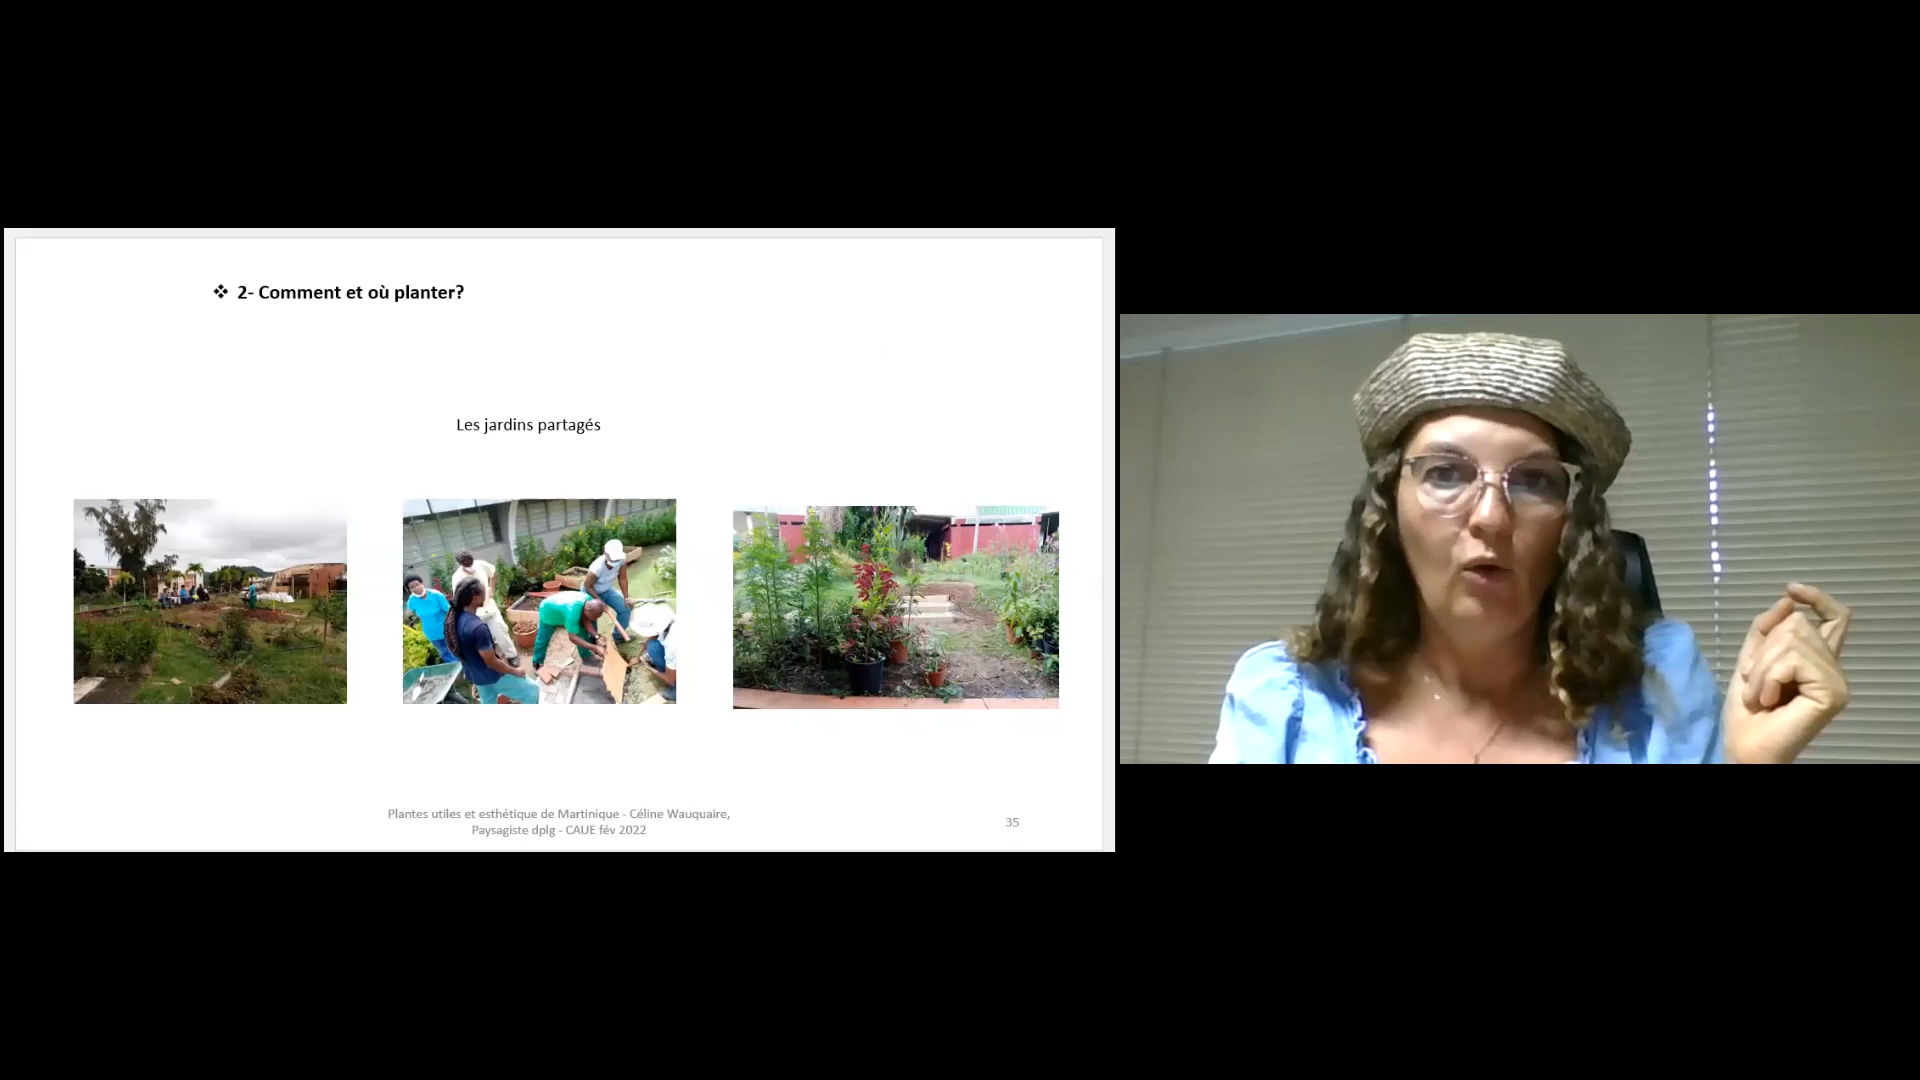 ❖ 2- Comment et où planter?
Les jardins partagés
Plantes utiles et esthétique de Martinique - Céline Wauquaire,
Paysagiste dplg - CAUE fév 2022
35